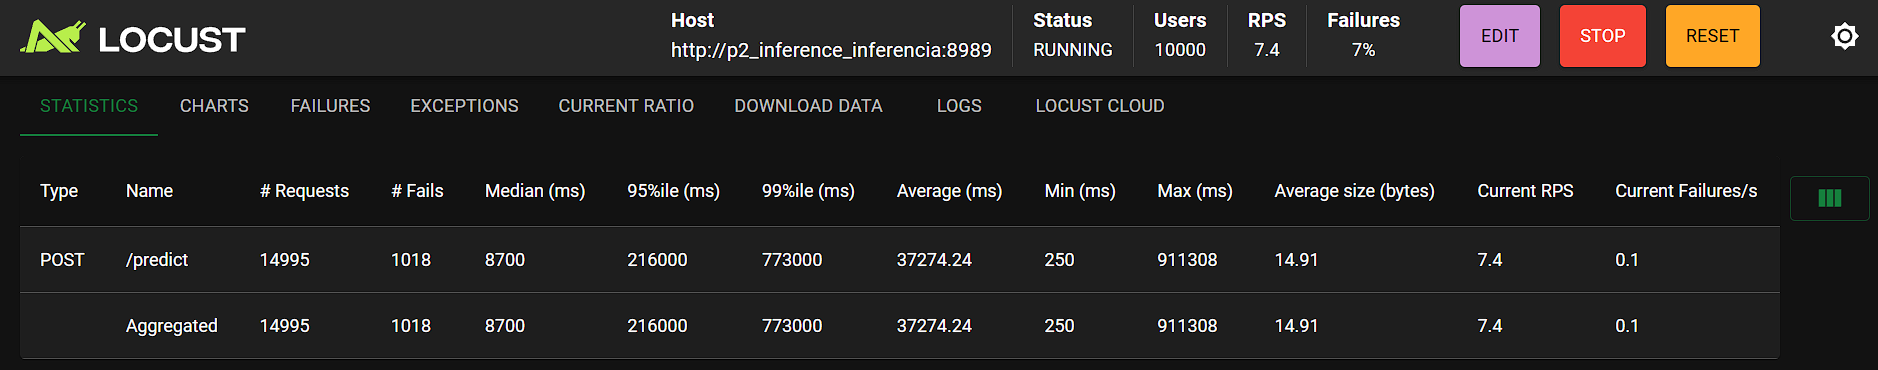 LOCUST
Host
http://p2_inference_inferencia:8989
Status
RUNNING
Users
10000
RPS
7.4
Failures
7%
EDIT
STOP
RESET
STATISTICS CHARTS FAILURES EXCEPTIONS CURRENT RATIO DOWNLOAD DATA LOGS LOCUST CLOUD
Type Name # Requests # Fails Median (ms) 95%ile (ms) 99%ile (ms) Average (ms) Min (ms) Max (ms) Average size (bytes) Current RPS Current Failures/s
POST /predict 14995 1018 8700 216000 773000 37274.24 250 911308 14.91 7.4 0.1
Aggregated 14995 1018 8700 216000 773000 37274.24 250 911308 14.91 7.4 0.1